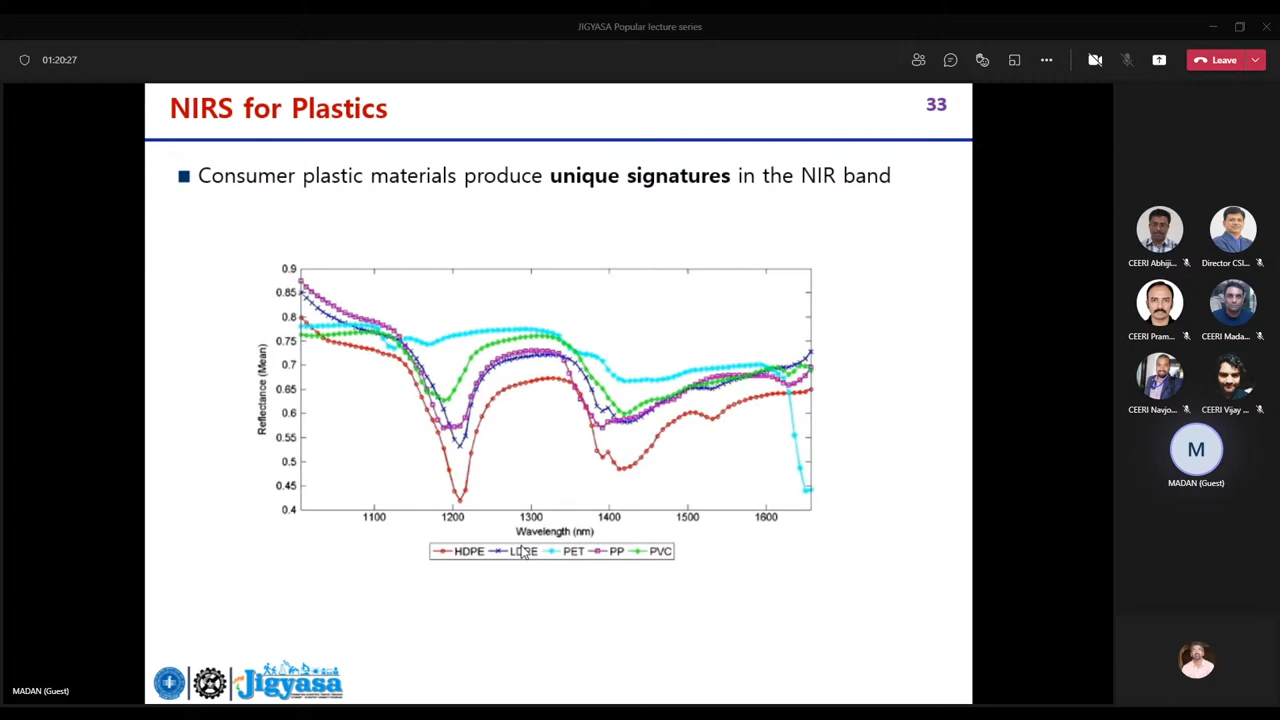 JIGYASA Popular lecture series
01:20:27
Leave
NIRS for Plastics
33
Consumer plastic materials produce unique signatures in the NIR band
0.9
0.85
0.8
0.75
0.7
0.65
0.6
0.55
0.5
0.45
0.4
Reflectance (Mean)
1100 1200 1300 1400 1500 1600
Wavelength (nm)
HDPE LDPE PET PP PVC
CEERI Abhiji... Director CSI...
CEERI Pram... CEERI Mada...
CEERI Navjo... CEERI Vijay ...
M
MADAN (Guest)
Jigyasa
MADAN (Guest)